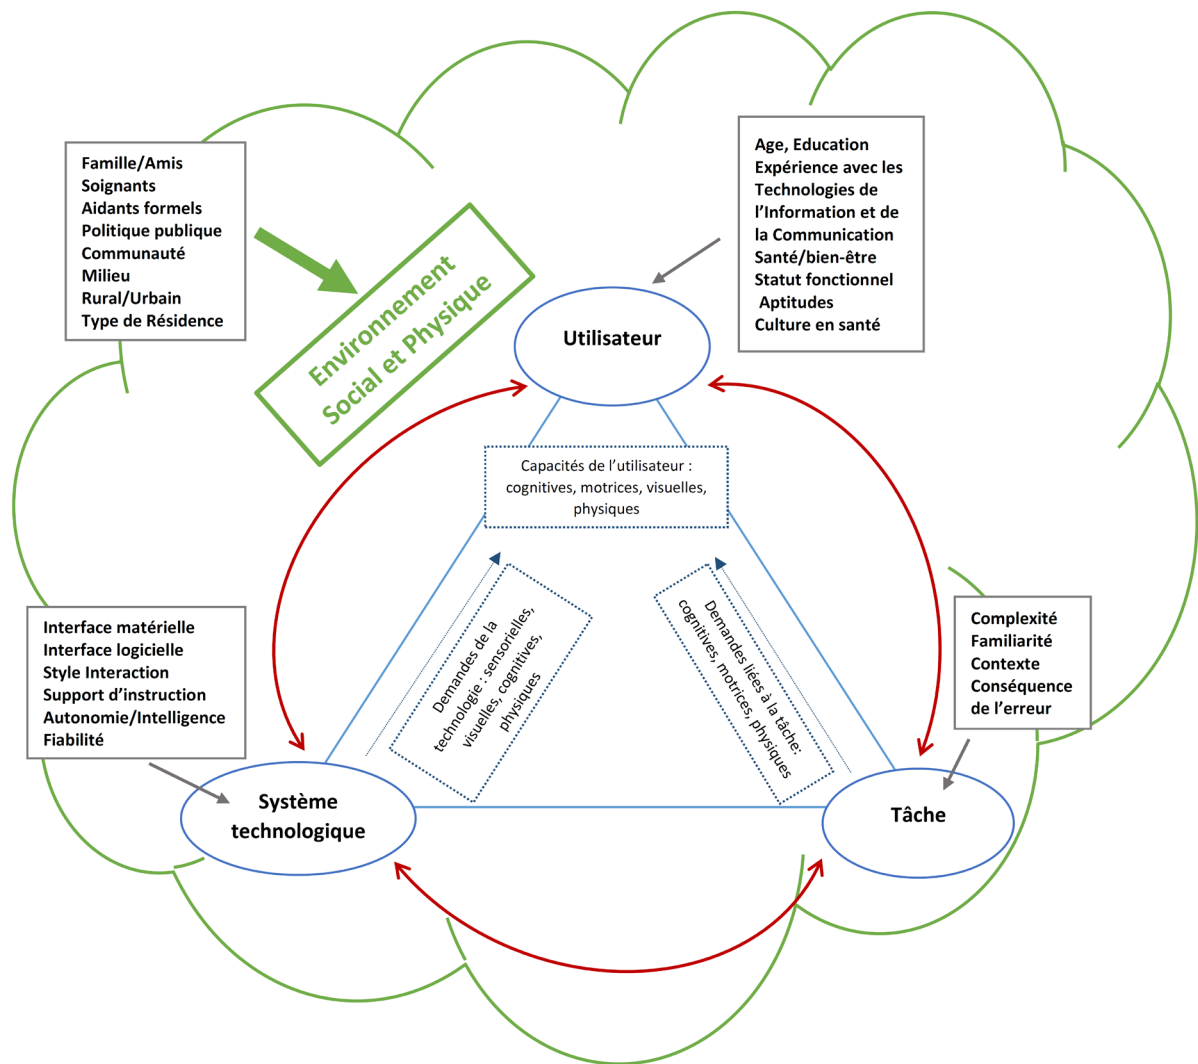 Famille/Amis
Soignants
Aidants formels
Politique publique
Communauté
Milieu
Rural/Urbain
Type de Résidence
Environnement
Social et Physique
Age, Education
Expérience avec les
Technologies de
l’Information et de
la Communication
Santé/bien-être
Statut fonctionnel
Aptitudes
Culture en santé
Utilisateur
Capacités de l’utilisateur :
cognitives, motrices, visuelles,
physiques
Demandes de la
technologie : sensorielles,
visuelles, cognitives,
physiques
Demandes liées à la tâche:
cognitives, motrices, physiques
Interface matérielle
Interface logicielle
Style Interaction
Support d’instruction
Autonomie/Intelligence
Fiabilité
Complexité
Familiarité
Contexte
Conséquence
de l’erreur
Système
technologique
Tâche